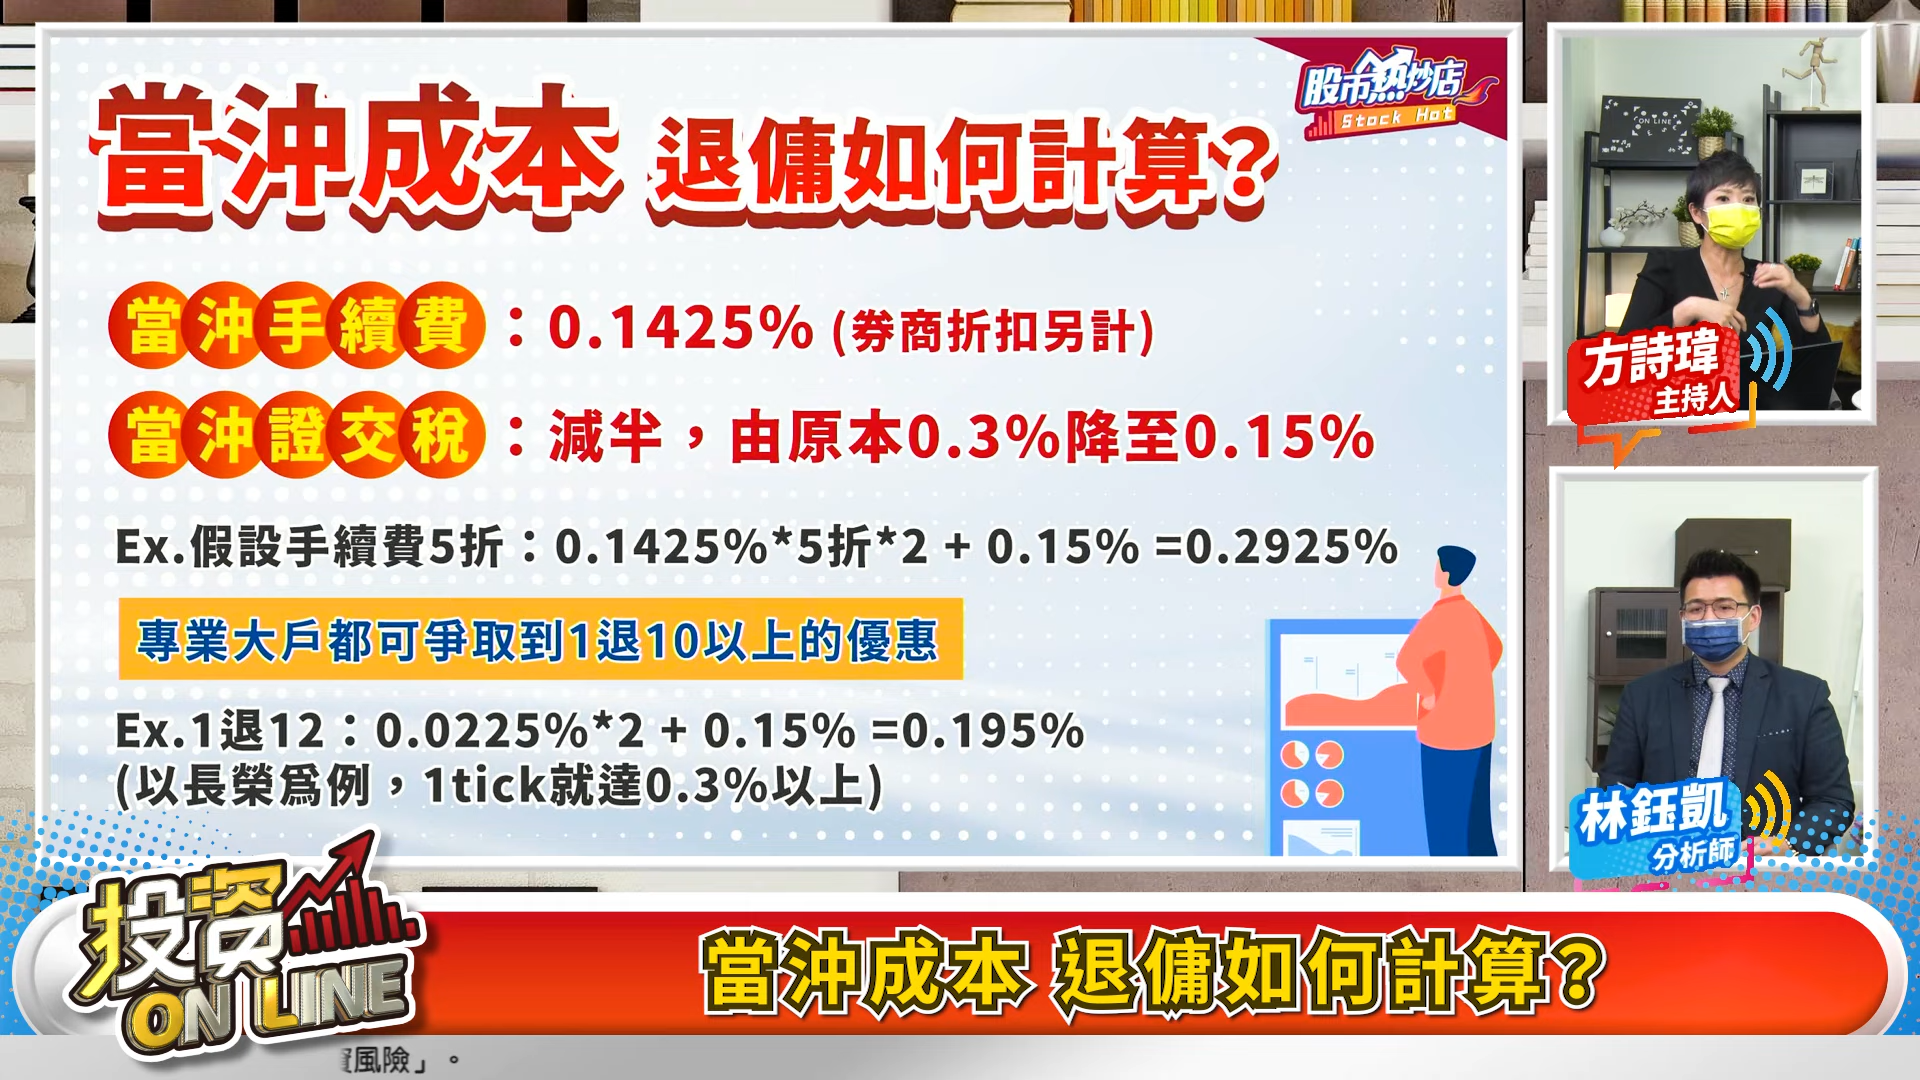 股市熱炒店
Stock Hot
當沖成本 退傭如何計算?
當沖手續費：0.1425% (券商折扣另計)
當沖證交稅：減半，由原本0.3%降至0.15%
Ex.假設手續費5折：0.1425%*5折*2 + 0.15% =0.2925%
專業大戶都可爭取到1退10以上的優惠
Ex.1退12：0.0225%*2 + 0.15% =0.195%
(以長榮爲例，1tick就達0.3%以上)
ON LINE
方詩瑋
主持人
林鈺凱
分析師
投資
ON LINE
當沖成本 退傭如何計算?
風險」。